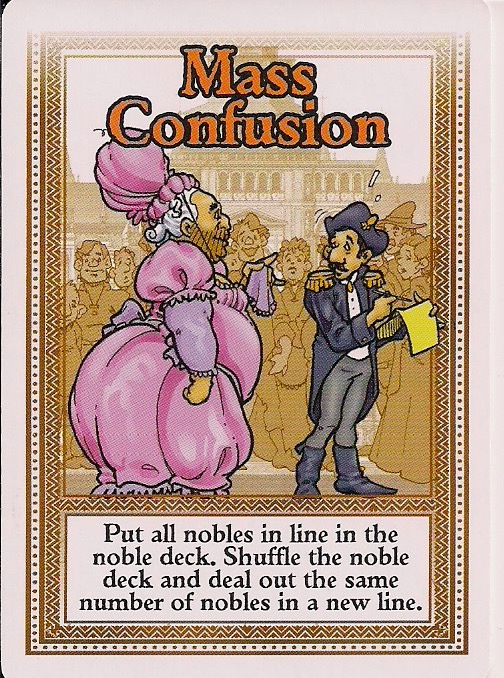 Mass
Confusion
!
Put all nobles in line in the
noble deck. Shuffle the noble
deck and deal out the same
number of nobles in a new line.